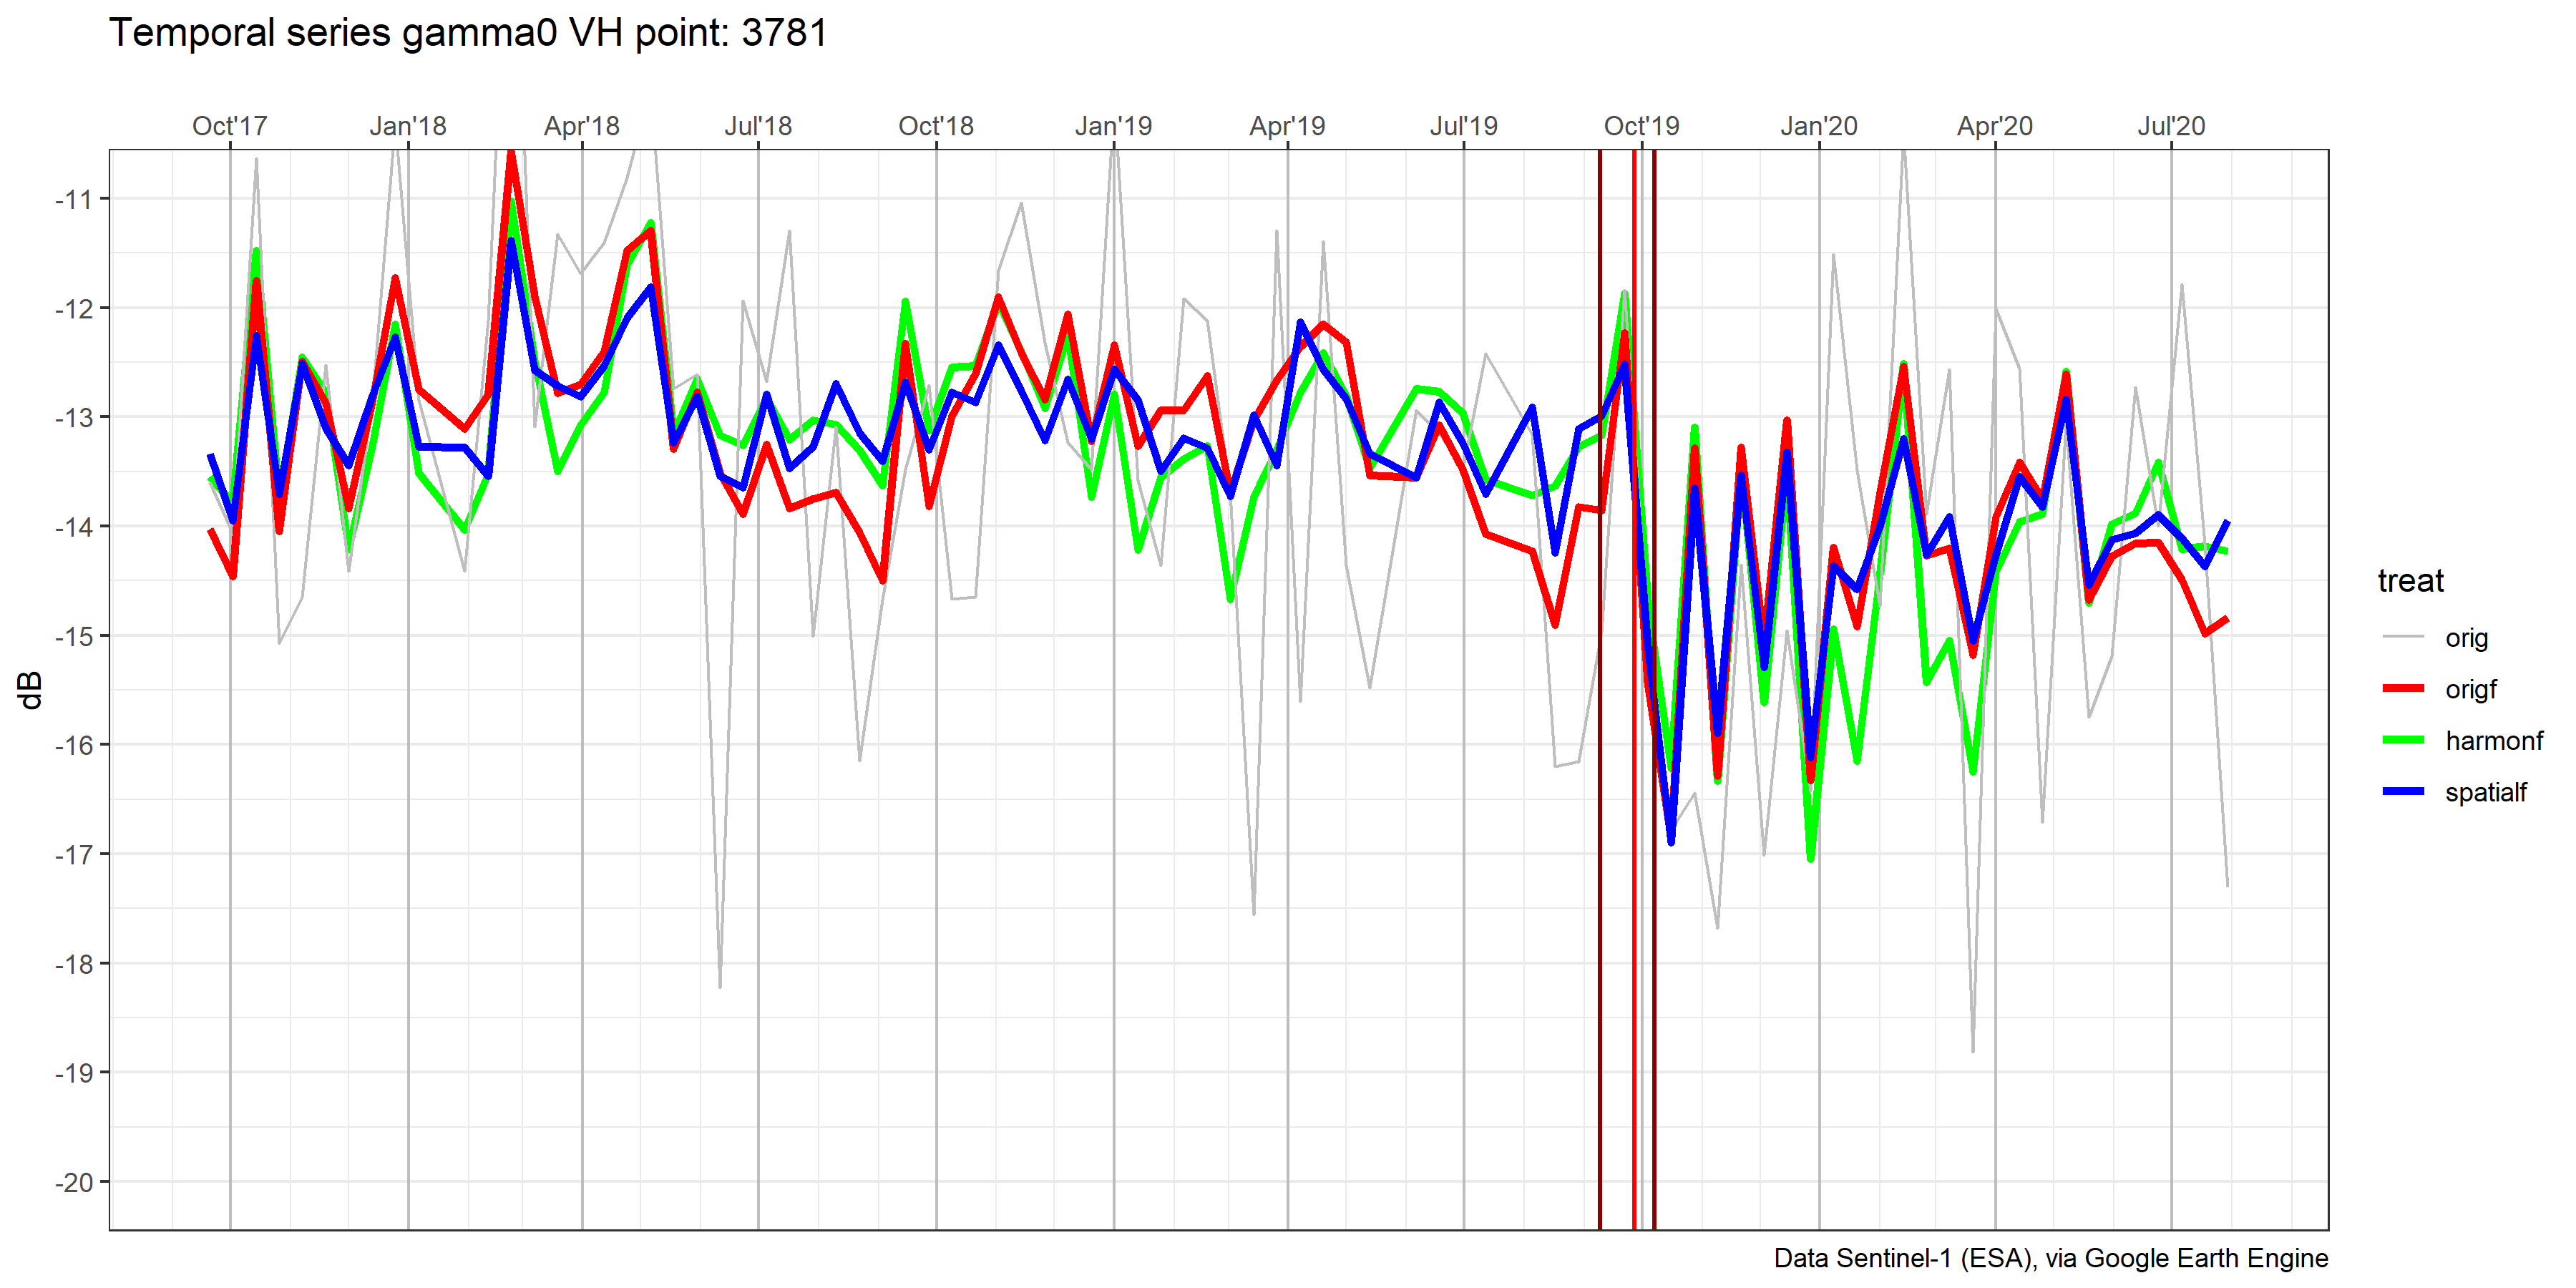 Temporal series gamma0 VH point: 3781
Oct'17 Jan'18 Apr'18 Jul'18 Oct'18 Jan'19 Apr'19 Jul'19 Oct'19 Jan'20 Apr'20 Jul'20
-11
-12
-13
-14
-15
-16
-17
-18
-19
-20
dB
treat
orig
origf
harmonf
spatialf
Data Sentinel-1 (ESA), via Google Earth Engine